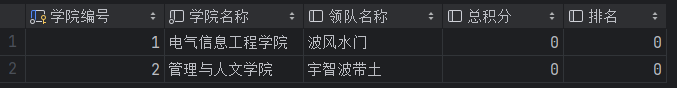 学院编号 学院名称 领队名称 总积分 排名
1 1 电气信息工程学院 波风水门 0 0
2 2 管理与人文学院 宇智波带土 0 0